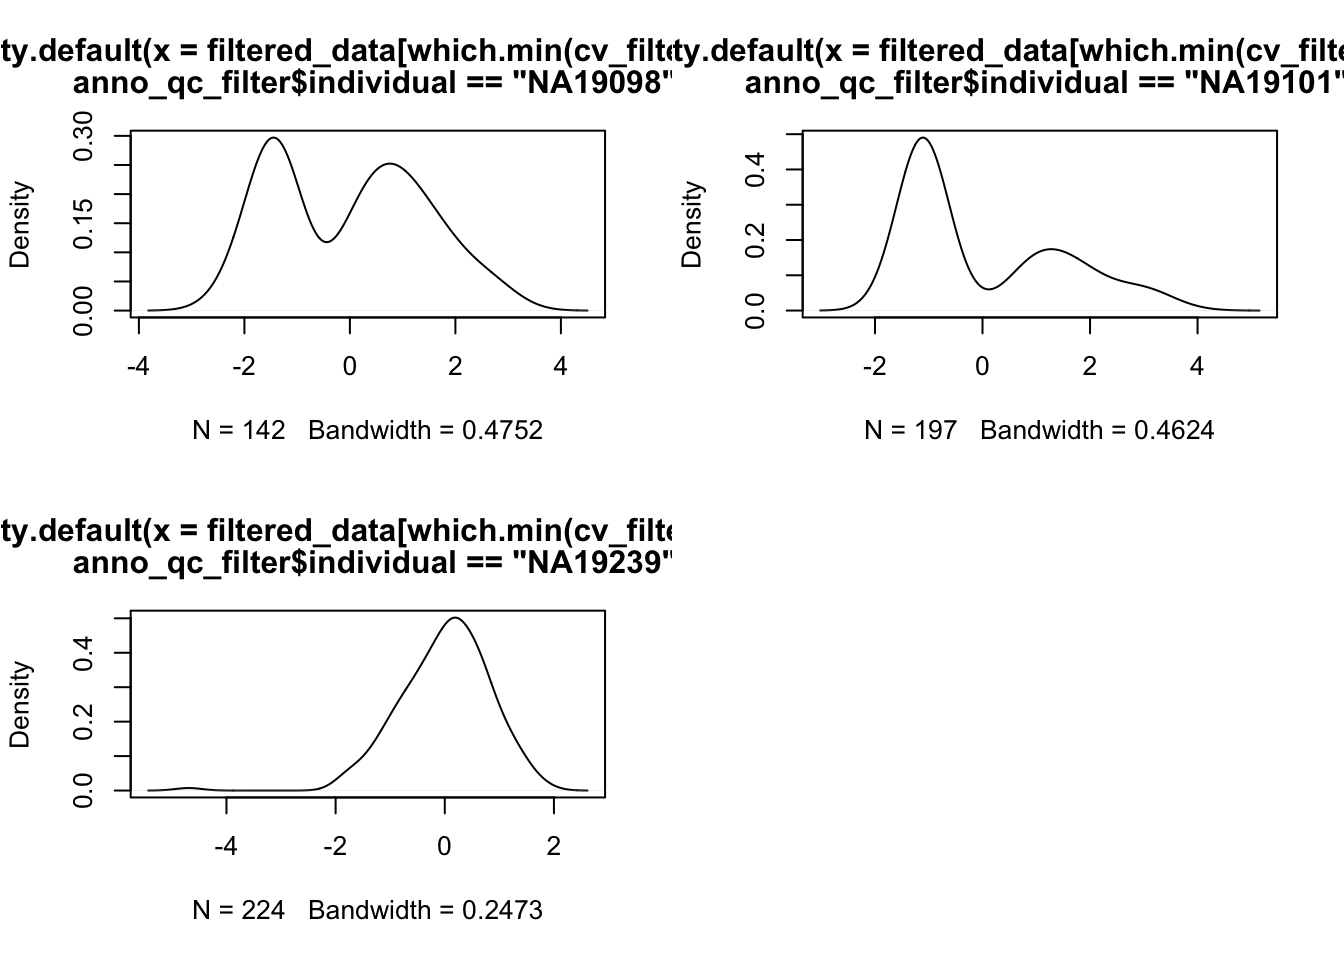 ty.default(x = filtered_data[which.min(cv_filte
anno_qc_filter$individual == "NA19098"
Density
0.00 0.15 0.30
-4 -2 0 2 4
N = 142 Bandwidth = 0.4752
ty.default(x = filtered_data[which.min(cv_filte
anno_qc_filter$individual == "NA19101"
Density
0.0 0.2 0.4
-2 0 2 4
N = 197 Bandwidth = 0.4624
ty.default(x = filtered_data[which.min(cv_filte
anno_qc_filter$individual == "NA19239"
Density
0.0 0.2 0.4
-4 -2 0 2
N = 224 Bandwidth = 0.2473